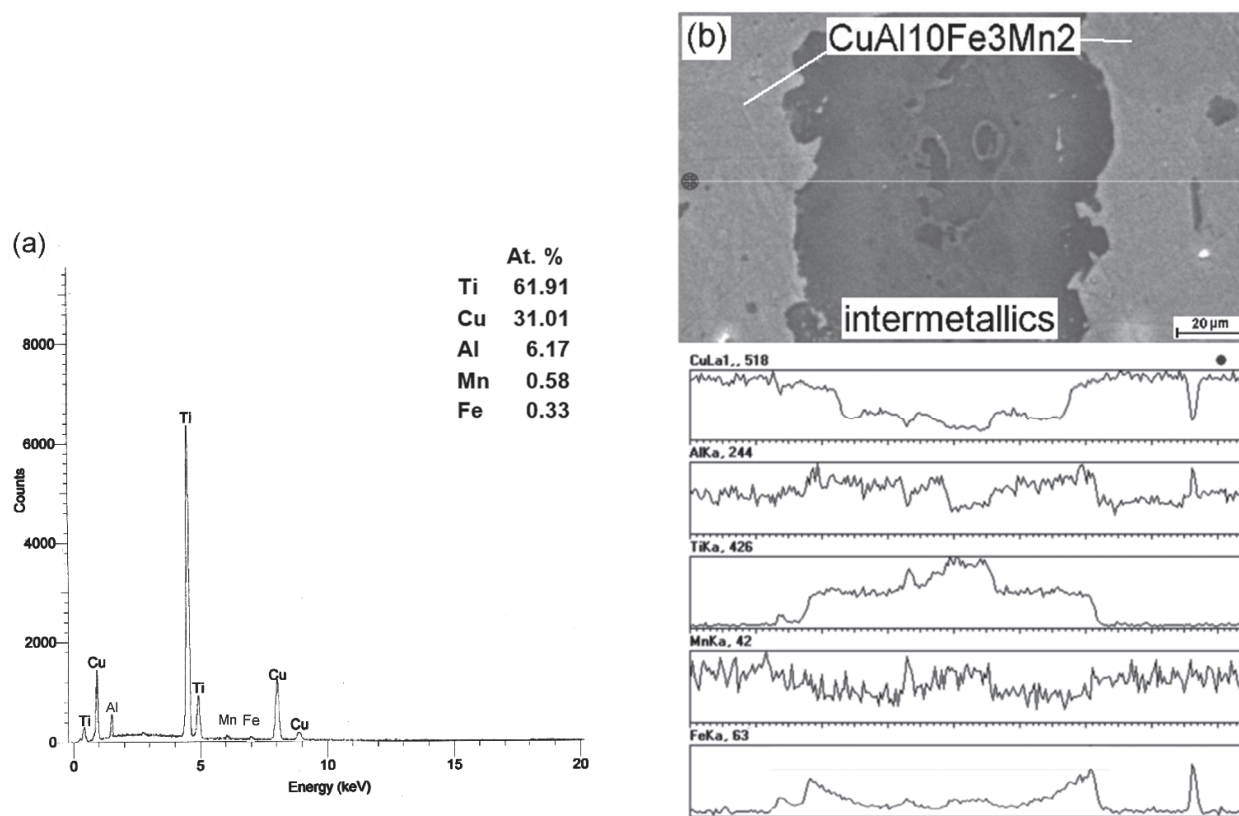 (a)
At. %
Ti 61.91
Cu 31.01
Al 6.17
Mn 0.58
Fe 0.33
8000
6000
4000
2000
0
Counts
Ti
Cu
Ti
Al
Ti
Mn Fe
Cu
Cu
0 5 10 15 20
Energy (keV)
(b)
CuAl10Fe3Mn2
intermetallics
20 µm
CuLa1,, 518
AlKa, 244
TiKa, 426
MnKa, 42
FeKa, 63